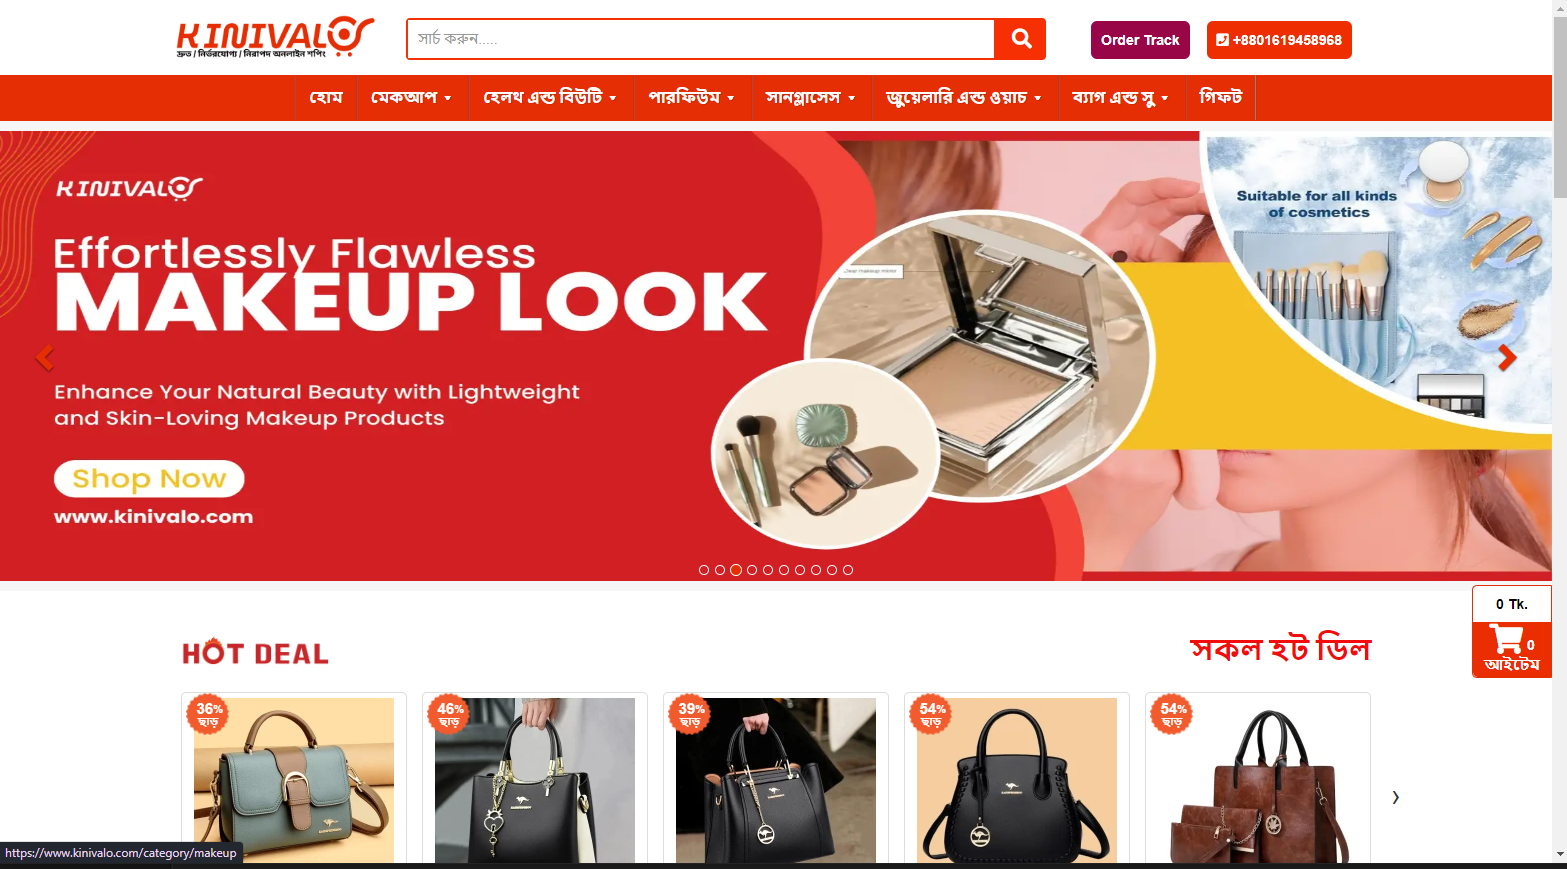 KINIVALO
দ্রুত / নির্ভরযোগ্য / নিরাপদ অনলাইন শপিং
সার্চ করুন.....
Order Track
+8801619458968
হোম
মেকআপ
হেলথ এন্ড বিউটি
পারফিউম
সানগ্লাসেস
জুয়েলারি এন্ড ওয়াচ
ব্যাগ এন্ড সু
গিফট
KINIVALO
Effortlessly Flawless
MAKEUP LOOK
Enhance Your Natural Beauty with Lightweight
and Skin-Loving Makeup Products
Shop Now
www.kinivalo.com
Clear makeup mirror
Suitable for all kinds
of cosmetics
0 Tk.
0
আইটেম
HOT DEAL
সকল হট ডিল
36%
ছাড়
46%
ছাড়
39%
ছাড়
54%
ছাড়
54%
ছাড়
https://www.kinivalo.com/category/makeup